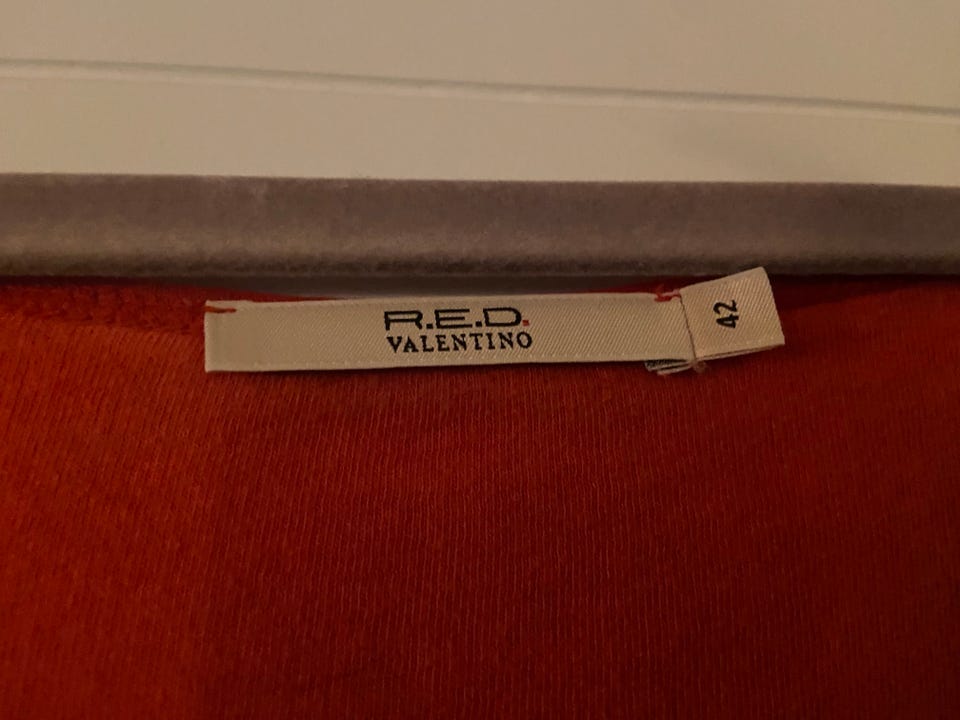 R.E.D.
VALENTINO
42